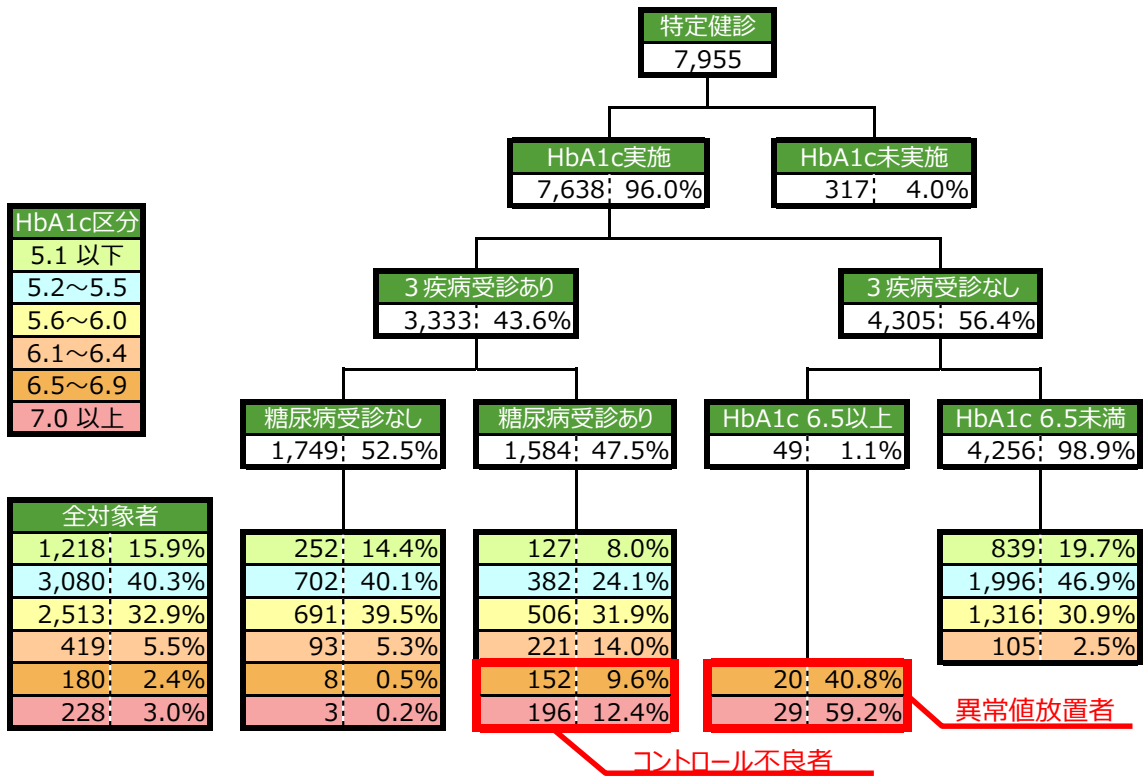 特定健診
7,955
HbA1c実施
7,638 96.0%
HbA1c未実施
317 4.0%
HbA1c区分
5.1 以下
5.2～5.5
5.6～6.0
6.1～6.4
6.5～6.9
7.0 以上
３疾病受診あり
3,333 43.6%
３疾病受診なし
4,305 56.4%
糖尿病受診なし
1,749 52.5%
糖尿病受診あり
1,584 47.5%
HbA1c 6.5以上
49 1.1%
HbA1c 6.5未満
4,256 98.9%
全対象者
1,218 15.9%
3,080 40.3%
2,513 32.9%
419 5.5%
180 2.4%
228 3.0%
252 14.4%
702 40.1%
691 39.5%
93 5.3%
8 0.5%
3 0.2%
127 8.0%
382 24.1%
506 31.9%
221 14.0%
152 9.6%
196 12.4%
20 40.8%
29 59.2%
839 19.7%
1,996 46.9%
1,316 30.9%
105 2.5%
異常値放置者
コントロール不良者